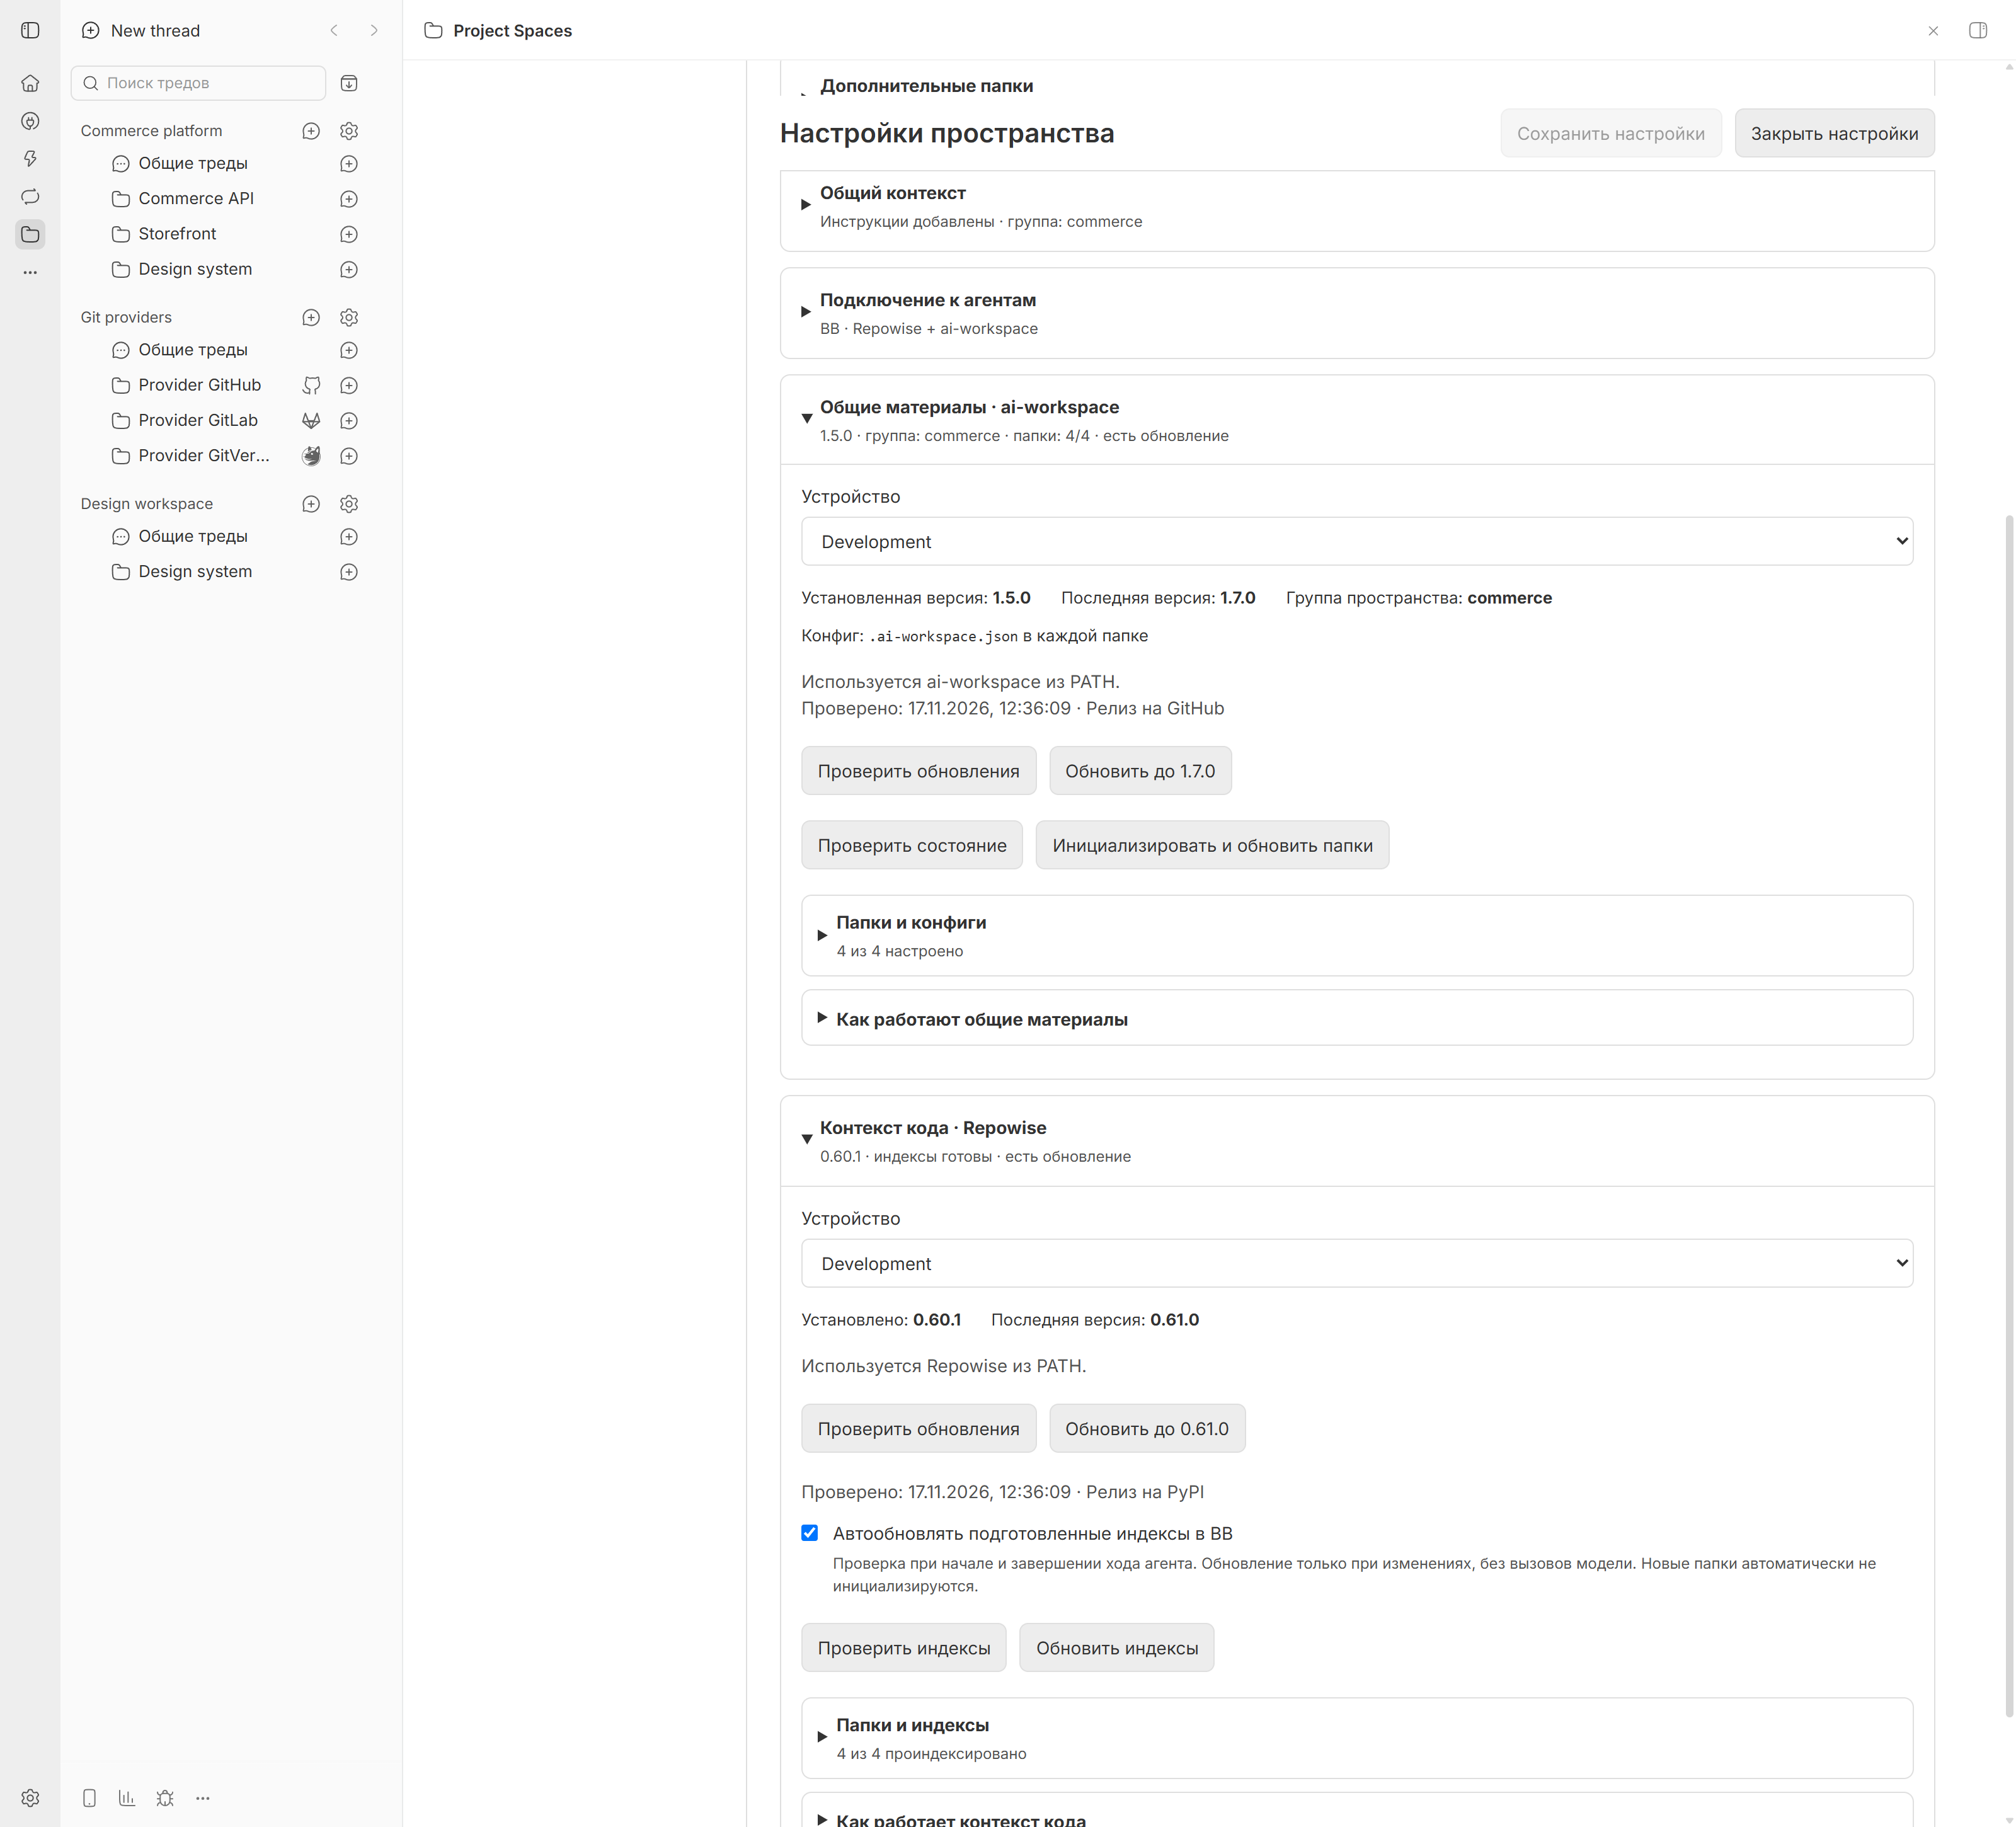 New thread
Поиск тредов
Commerce platform
Общие треды
Commerce API
Storefront
Design system
Git providers
Общие треды
Provider GitHub
Provider GitLab
Provider GitVer...
Design workspace
Общие треды
Design system
Project Spaces
Дополнительные папки
Настройки пространства
Сохранить настройки
Закрыть настройки
Общий контекст
Инструкции добавлены · группа: commerce
Подключение к агентам
BB · Repowise + ai-workspace
Общие материалы · ai-workspace
1.5.0 · группа: commerce · папки: 4/4 · есть обновление
Устройство
Development
Установленная версия: 1.5.0 Последняя версия: 1.7.0 Группа пространства: commerce
Конфиг: .ai-workspace.json в каждой папке
Используется ai-workspace из PATH.
Проверено: 17.11.2026, 12:36:09 · Релиз на GitHub
Проверить обновления
Обновить до 1.7.0
Проверить состояние
Инициализировать и обновить папки
Папки и конфиги
4 из 4 настроено
Как работают общие материалы
Контекст кода · Repowise
0.60.1 · индексы готовы · есть обновление
Устройство
Development
Установлено: 0.60.1 Последняя версия: 0.61.0
Используется Repowise из PATH.
Проверить обновления
Обновить до 0.61.0
Проверено: 17.11.2026, 12:36:09 · Релиз на PyPI
Автообновлять подготовленные индексы в BB
Проверка при начале и завершении хода агента. Обновление только при изменениях, без вызовов модели. Новые папки автоматически не
инициализируются.
Проверить индексы
Обновить индексы
Папки и индексы
4 из 4 проиндексировано
Как работает контекст кода